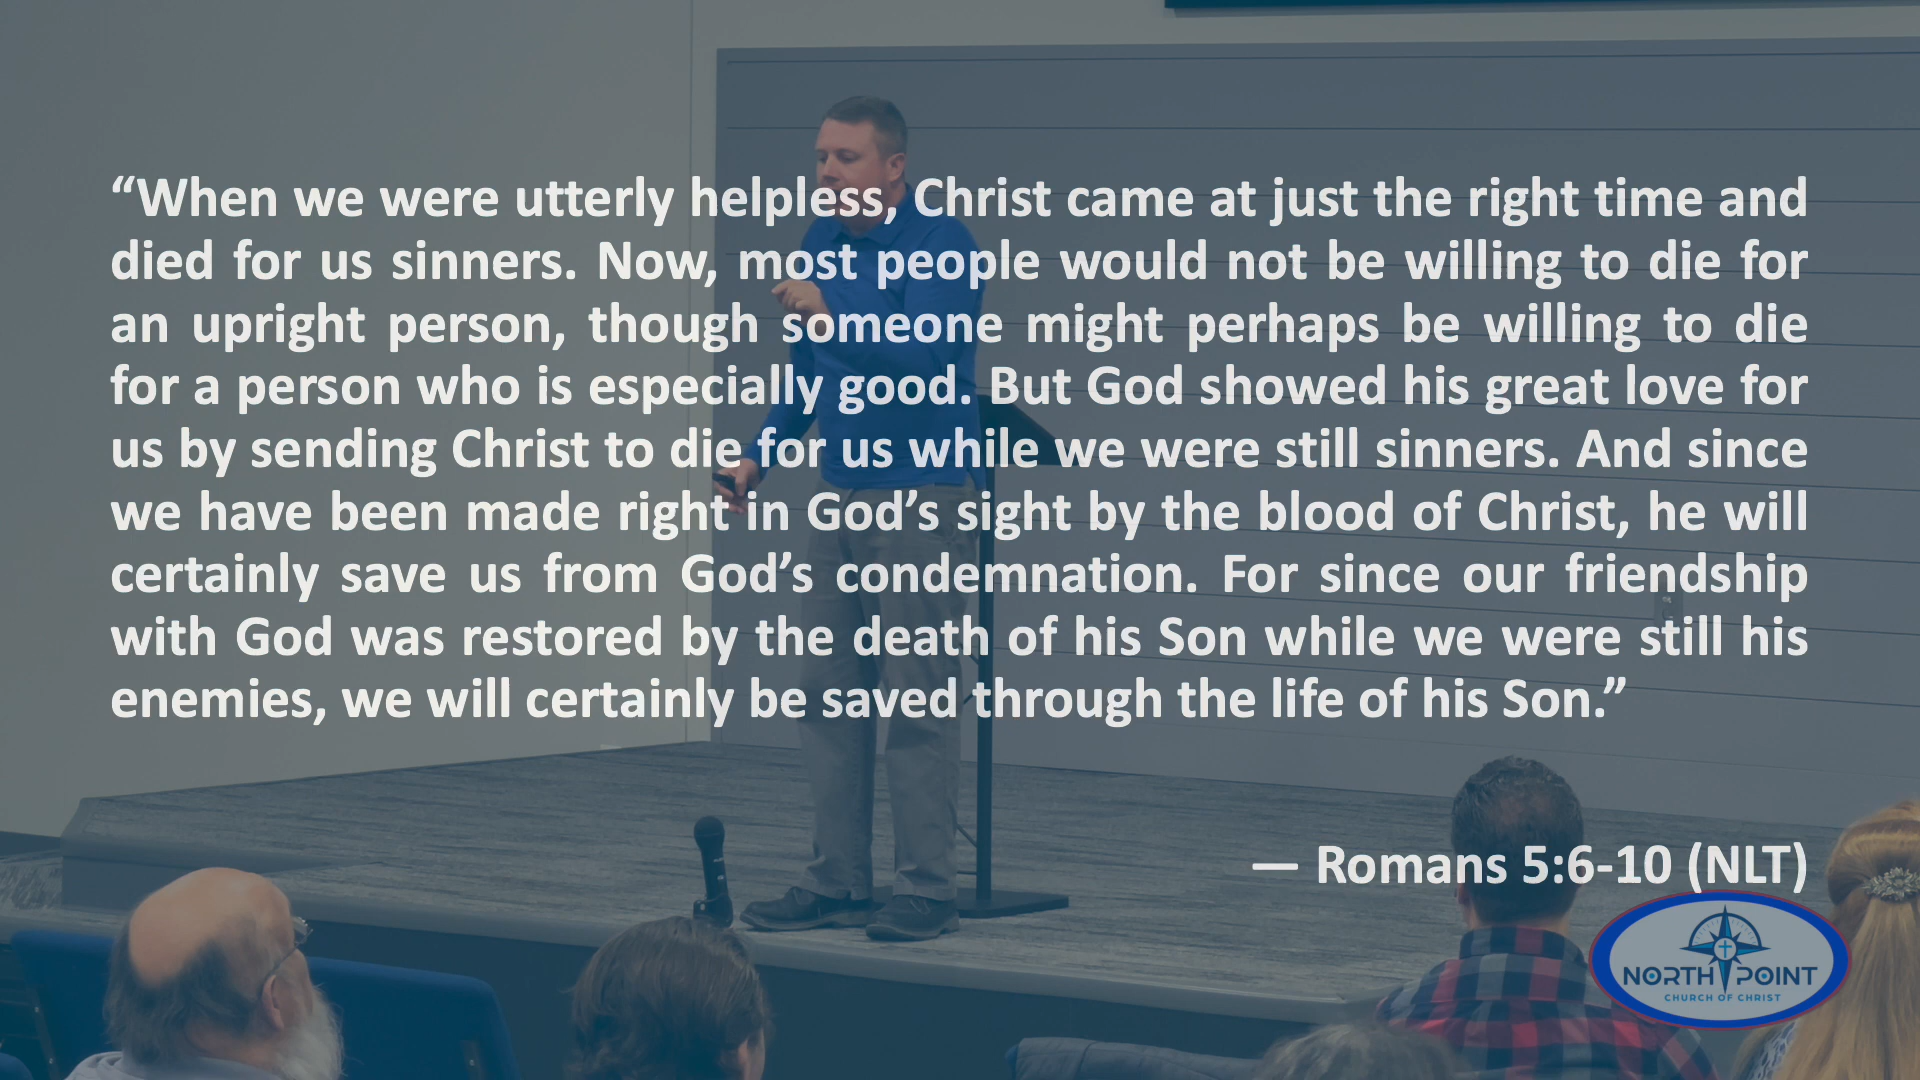 “When we were utterly helpless, Christ came at just the right time and
died for us sinners. Now, most people would not be willing to die for
an upright person, though someone might perhaps be willing to die
for a person who is especially good. But God showed his great love for
us by sending Christ to die for us while we were still sinners. And since
we have been made right in God’s sight by the blood of Christ, he will
certainly save us from God’s condemnation. For since our friendship
with God was restored by the death of his Son while we were still his
enemies, we will certainly be saved through the life of his Son.”
— Romans 5:6-10 (NLT)
NORTH POINT
CHURCH OF CHRIST